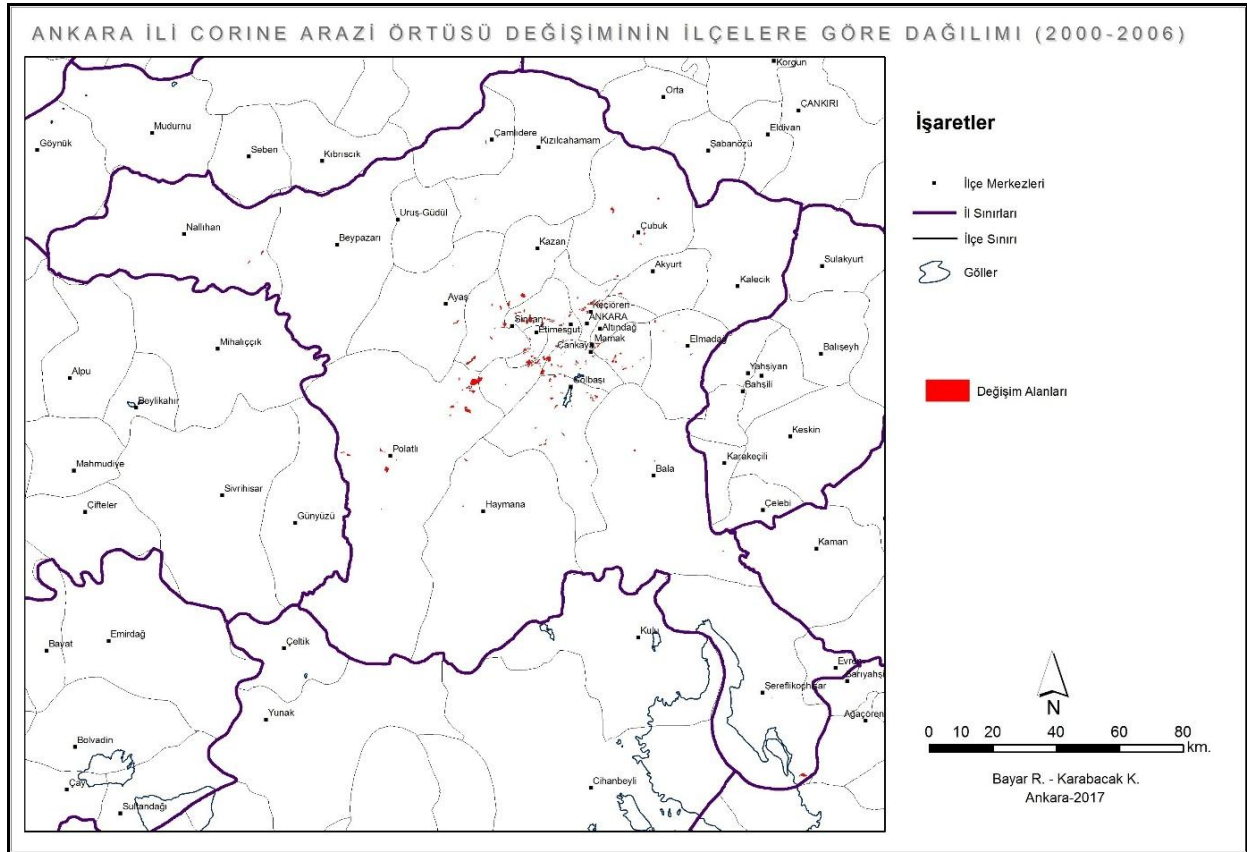 ANKARA İLİ CORINE ARAZİ ÖRTÜSÜ DEĞİŞİMİNİN İLÇELERE GÖRE DAĞILIMI (2000-2006)
Korgun
Orta
ÇANKIRI
Mudurnu
Eldivan
Göynük
Çamlıdere
Kızılcahamam
Şabanözü
Seben
Kıbrıscık
Uruş-Güdül
Nallıhan
Beypazarı
Çubuk
Kazan
Akyurt
Sulakyurt
Kalecik
Ayaş
Keçiören
ANKARA
Sincan
Etimesgut
Altındağ
Mamak
Çankaya
Elmadağ
Mihalıççık
Balışeyh
Alpu
Yahşiyan
Bahşili
Gölbaşı
Beylikahır
Keskin
Polatlı
Karakeçili
Mahmudiye
Bala
Sivrihisar
Çifteler
Haymana
Çelebi
Günyüzü
Kaman
Emirdağ
Kulu
Bayat
Çeltik
Evren
Sarıyahşi
Şereflikoçhisar
Yunak
Ağaçören
Bolvadin
Çay
Cihanbeyli
Sultandağı
İşaretler
İlçe Merkezleri
İl Sınırları
İlçe Sınırı
Göller
Değişim Alanları
N
0 10 20 30 40 60 80
km.
Bayar R. - Karabacak K.
Ankara-2017